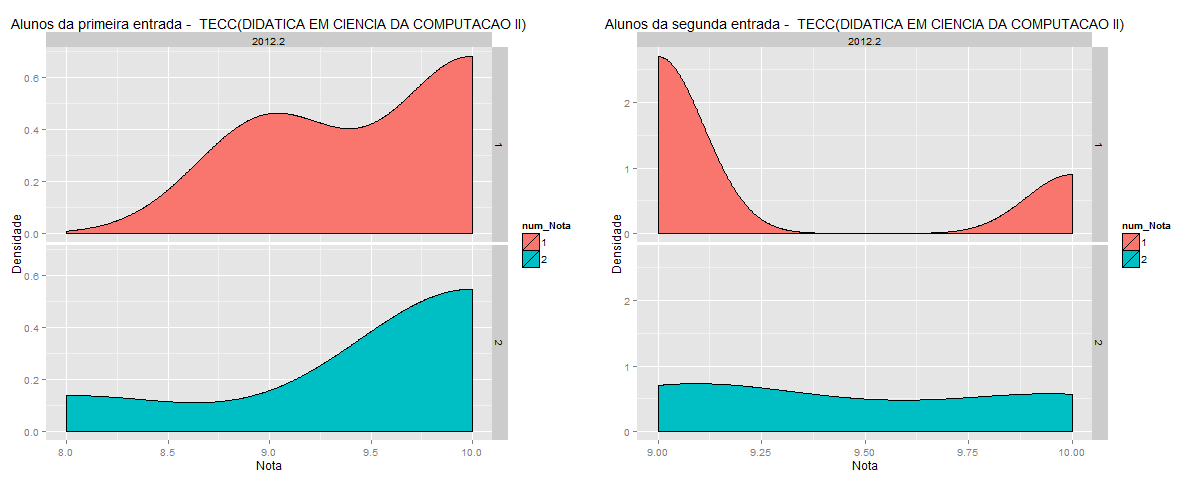 Alunos da primeira entrada - TECC(DIDATICA EM CIENCIA DA COMPUTACAO II)
2012.2
0.6
0.4
0.2
0.0
1
0.6
0.4
0.2
0.0
2
Densidade
8.0 8.5 9.0 9.5 10.0
Nota
num_Nota
1
2
Alunos da segunda entrada - TECC(DIDATICA EM CIENCIA DA COMPUTACAO II)
2012.2
2
1
0
1
2
1
0
2
Densidade
9.00 9.25 9.50 9.75 10.00
Nota
num_Nota
1
2